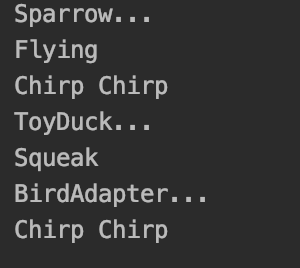 Sparrow...
Flying
Chirp Chirp
ToyDuck...
Squeak
BirdAdapter...
Chirp Chirp